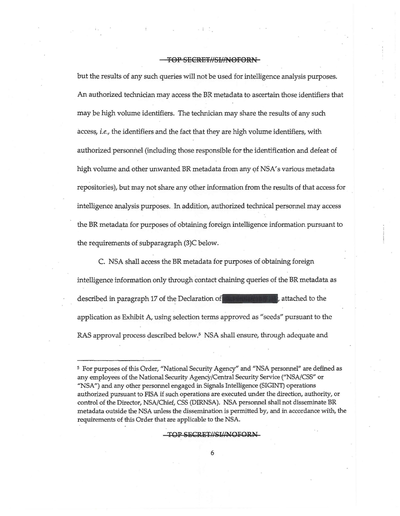 TOP SECRET//SI//NOFORN
but the results of any such queries will not be used for intelligence analysis purposes.
An authorized technician may access the BR metadata to ascertain those identifiers that
may be high volume identifiers. The technician may share the results of any such
access, i.e., the identifiers and the fact that they are high volume identifiers, with
authorized personnel (including those responsible for the identification and defeat of
high volume and other unwanted BR metadata from any of NSA's various metadata
repositories), but may not share any other information from the results of that access for
intelligence analysis purposes. In addition, authorized technical personnel may access
the BR metadata for purposes of obtaining foreign intelligence information pursuant to
the requirements of subparagraph (3)C below.
C. NSA shall access the BR metadata for purposes of obtaining foreign
intelligence information only through contact chaining queries of the BR metadata as
described in paragraph 17 of the Declaration of , attached to the
application as Exhibit A, using selection terms approved as "seeds" pursuant to the
RAS approval process described below.⁵ NSA shall ensure, through adequate and
⁵ For purposes of this Order, "National Security Agency" and "NSA personnel" are defined as
any employees of the National Security Agency/Central Security Service ("NSA/CSS" or
"NSA") and any other personnel engaged in Signals Intelligence (SIGINT) operations
authorized pursuant to FISA if such operations are executed under the direction, authority, or
control of the Director, NSA/Chief, CSS (DIRNSA). NSA personnel shall not disseminate BR
metadata outside the NSA unless the dissemination is permitted by, and in accordance with, the
requirements of this Order that are applicable to the NSA.
TOP SECRET//SI//NOFORN
6